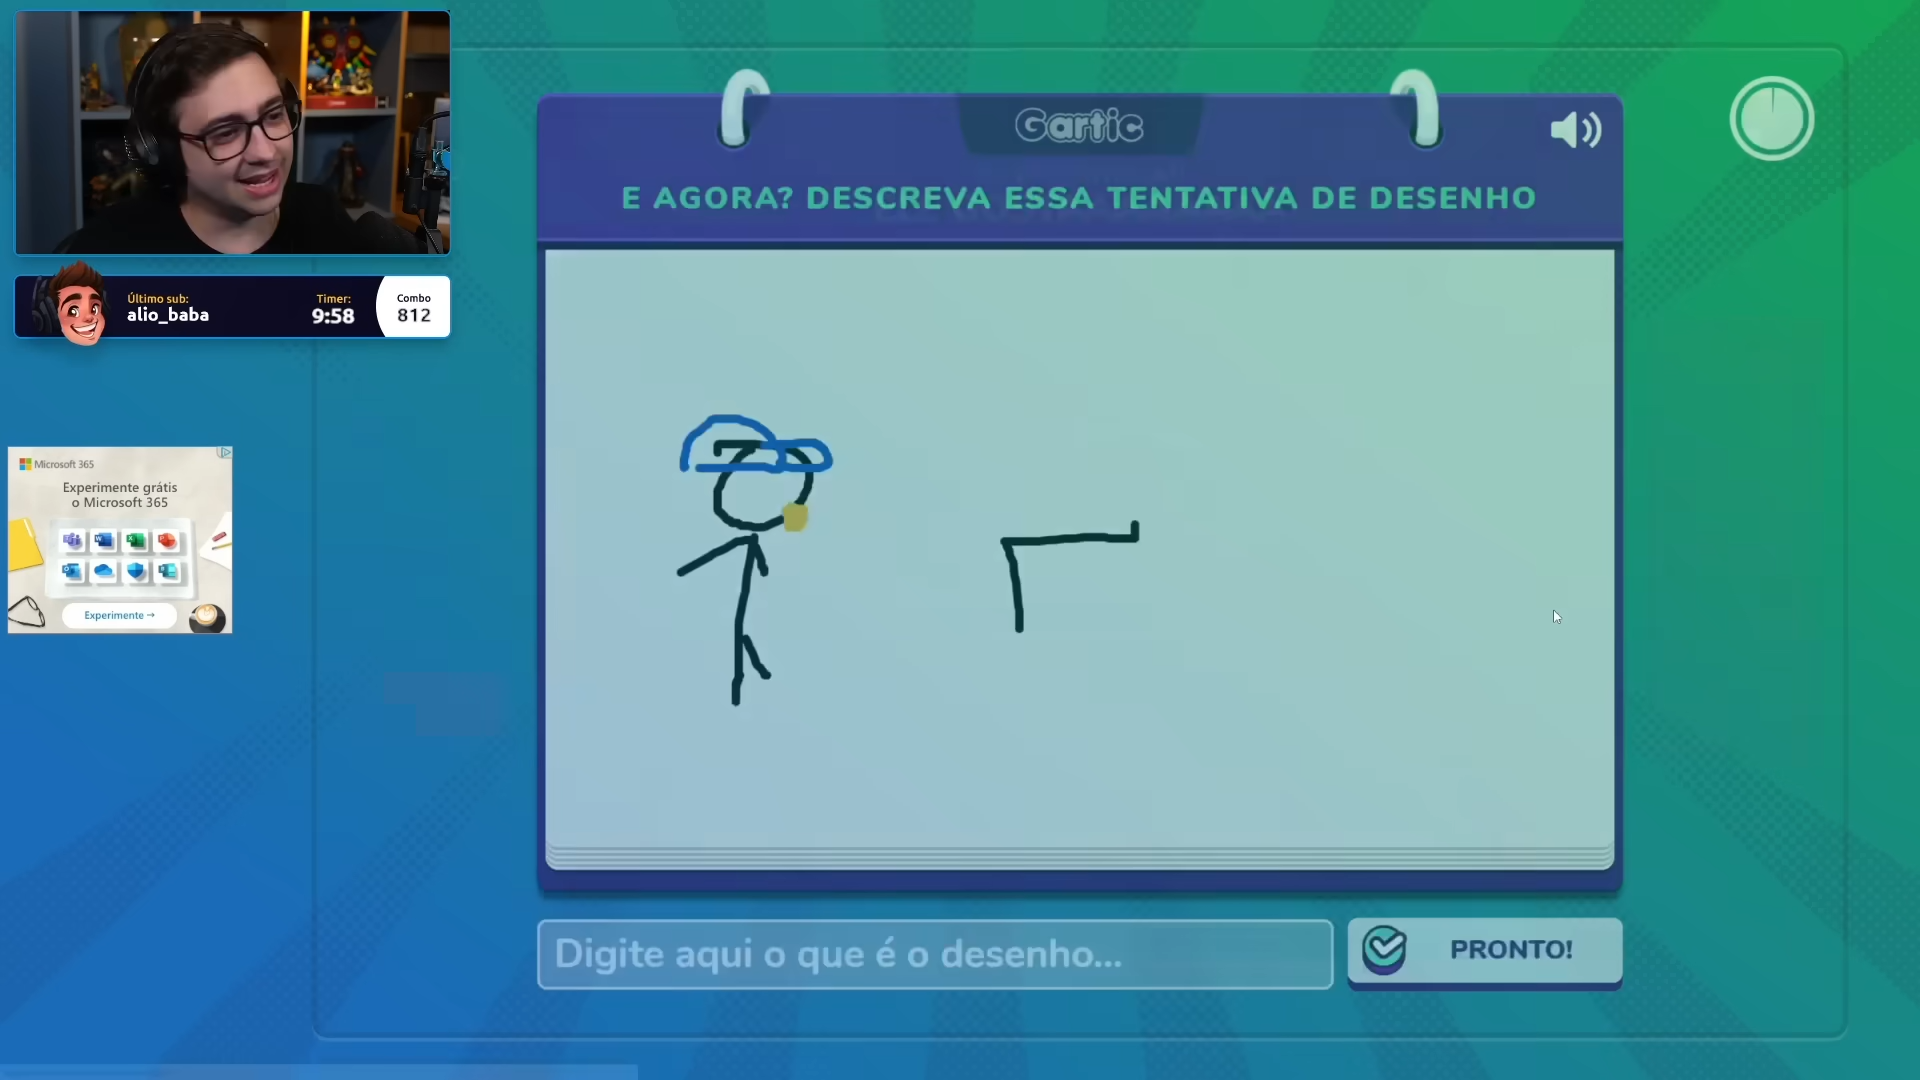 Gartic
E AGORA? DESCREVA ESSA TENTATIVA DE DESENHO
Último sub:
alio_baba
Timer:
9:58
Combo
812
Microsoft 365
Experimente grátis
o Microsoft 365
Experimente →
Digite aqui o que é o desenho...
PRONTO!